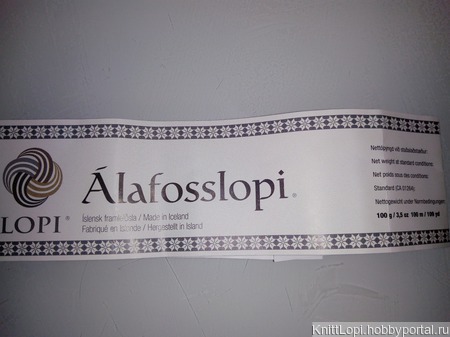 LOPI ®
Álafosslopi ®
Íslensk framleiðsla / Made in Iceland
Fabriqué en Islande / Hergestellt in Island
Nettóþyngd við
Net weight at standard conditions
Net poids sous des conditions
Standard (CA 01264)
Nettogewicht unter Normbedingungen
100 g / 3,5 oz 100 m / 109 yd
KnittLopi.hobbyportal.ru